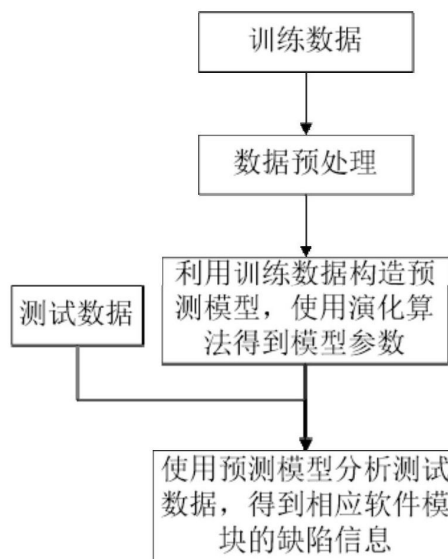 训练数据
数据预处理
利用训练数据构造预
测模型，使用演化算
法得到模型参数
测试数据
使用预测模型分析测试
数据，得到相应软件模
块的缺陷信息